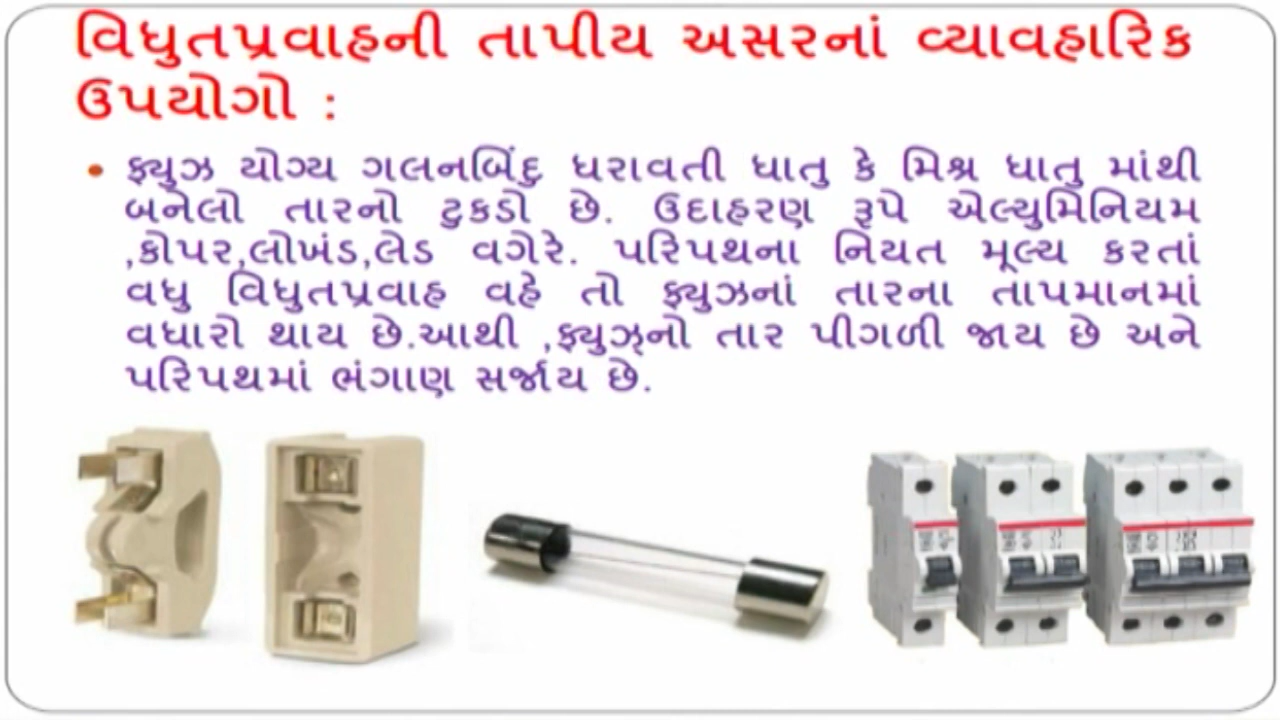 વિધુતપ્રવાહની તાપીય અસરનાં વ્યાવહારિક
ઉપયોગો :
• ફ્યુઝ યોગ્ય ગલનબિંદુ ધરાવતી ધાતુ કે મિશ્ર ધાતુ માંથી
બનેલો તારનો ટુકડો છે. ઉદાહરણ રૂપે એલ્યુમિનિયમ
,કોપર,લોખંડ,લેડ વગેરે. પરિપથના નિયત મૂલ્ય કરતાં
વધુ વિધુતપ્રવાહ વહે તો ફ્યુઝનાં તારના તાપમાનમાં
વધારો થાય છે.આથી ,ફ્યુઝ્નો તાર પીગળી જાય છે અને
પરિપથમાં ભંગાણ સર્જાય છે.